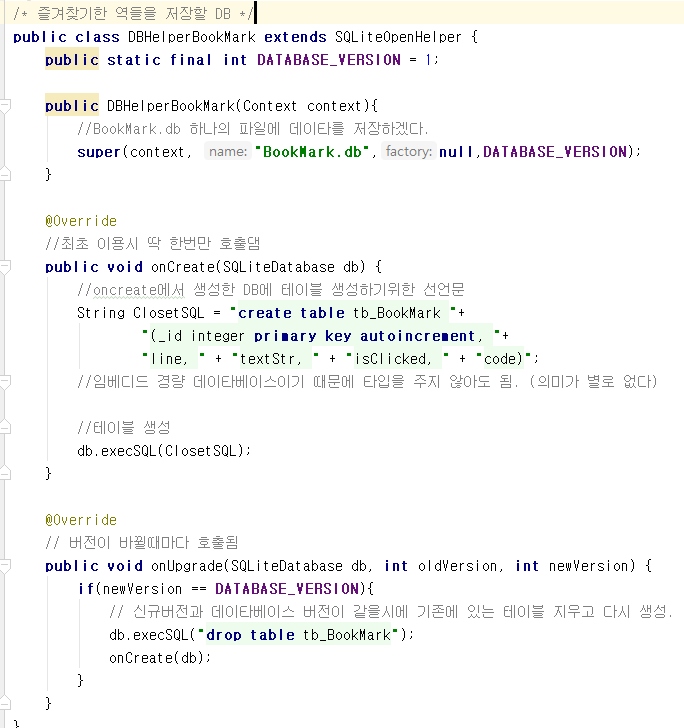 /* 즐겨찾기한 역들을 저장할 DB */
public class DBHelperBookMark extends SQLiteOpenHelper {
public static final int DATABASE_VERSION = 1;
public DBHelperBookMark(Context context){
//BookMark.db 하나의 파일에 데이타를 저장하겠다.
super(context, name: "BookMark.db", factory: null,DATABASE_VERSION);
}
@Override
//최초 이용시 딱 한번만 호출댐
public void onCreate(SQLiteDatabase db) {
//oncreate에서 생성한 DB에 테이블 생성하기위한 선언문
String ClosetSQL = "create table tb_BookMark "+
"(_id integer primary key autoincrement, "+
"line, " + "textStr, " + "isClicked, " + "code)";
//임베디드 경량 데이타베이스이기 때문에 타입을 주지 않아도 됨. (의미가 별로 없다)
//테이블 생성
db.execSQL(ClosetSQL);
}
@Override
// 버전이 바뀔때마다 호출됨
public void onUpgrade(SQLiteDatabase db, int oldVersion, int newVersion) {
if(newVersion == DATABASE_VERSION){
// 신규버전과 데이타베이스 버전이 같을시에 기존에 있는 테이블 지우고 다시 생성.
db.execSQL("drop table tb_BookMark");
onCreate(db);
}
}
}